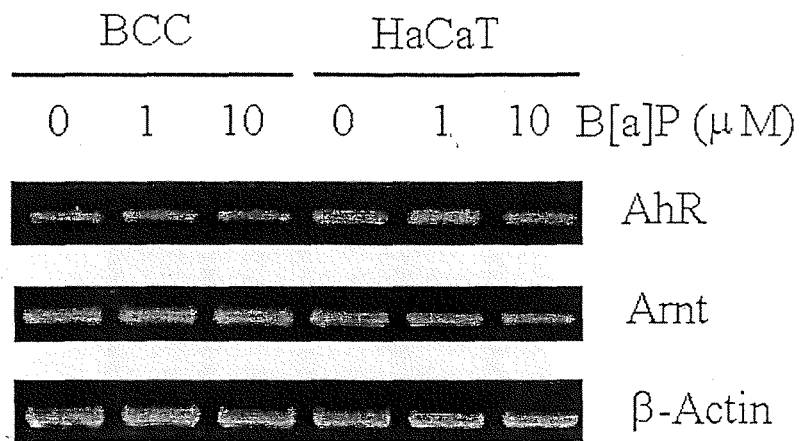 BCC HaCaT
0 1 10 0 1 10 B[a]P (μM)
AhR
Arnt
β-Actin